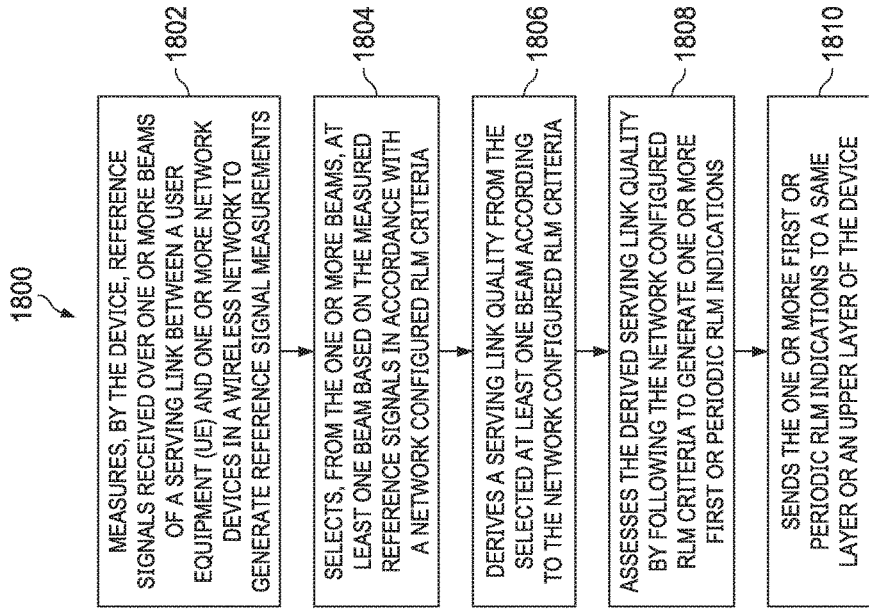 1800
MEASURES, BY THE DEVICE, REFERENCE
SIGNALS RECEIVED OVER ONE OR MORE BEAMS
OF A SERVING LINK BETWEEN A USER
EQUIPMENT (UE) AND ONE OR MORE NETWORK
DEVICES IN A WIRELESS NETWORK TO
GENERATE REFERENCE SIGNAL MEASUREMENTS
1802
SELECTS, FROM THE ONE OR MORE BEAMS, AT
LEAST ONE BEAM BASED ON THE MEASURED
REFERENCE SIGNALS IN ACCORDANCE WITH
A NETWORK CONFIGURED RLM CRITERIA
1804
DERIVES A SERVING LINK QUALITY FROM THE
SELECTED AT LEAST ONE BEAM ACCORDING
TO THE NETWORK CONFIGURED RLM CRITERIA
1806
ASSESSES THE DERIVED SERVING LINK QUALITY
BY FOLLOWING THE NETWORK CONFIGURED
RLM CRITERIA TO GENERATE ONE OR MORE
FIRST OR PERIODIC RLM INDICATIONS
1808
SENDS THE ONE OR MORE FIRST OR
PERIODIC RLM INDICATIONS TO A SAME
LAYER OR AN UPPER LAYER OF THE DEVICE
1810